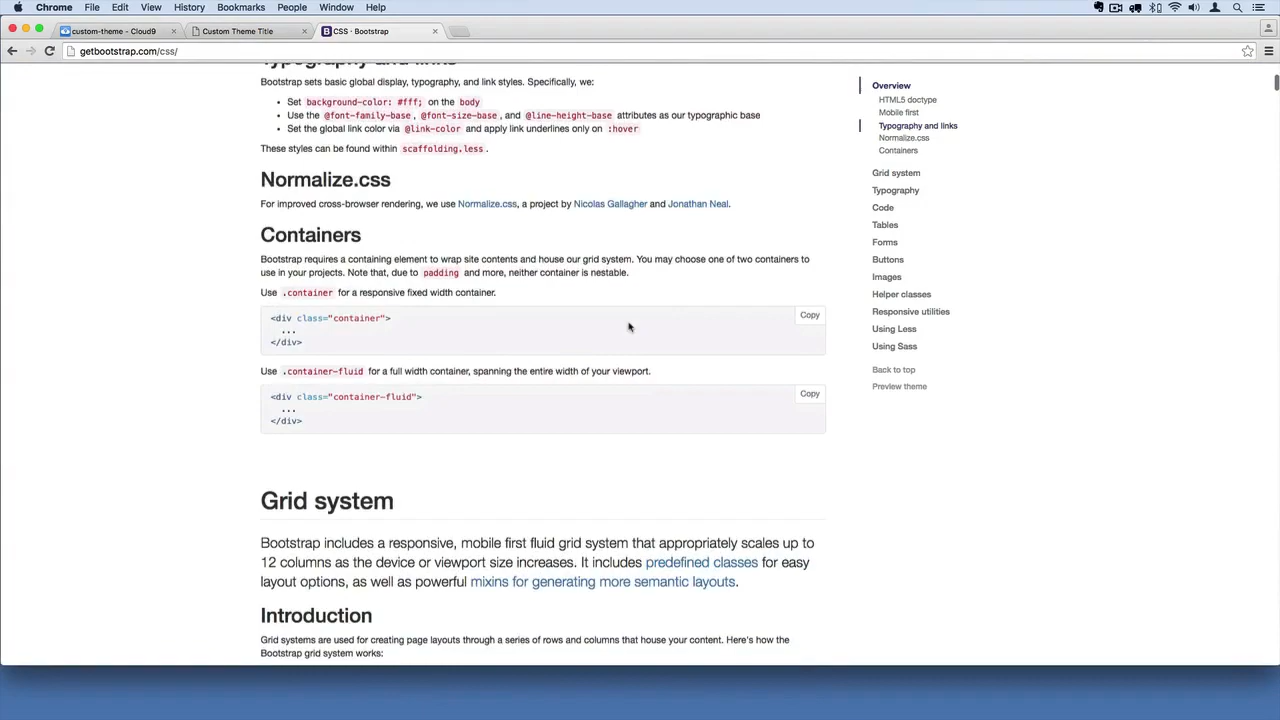 Chrome File Edit View History Bookmarks People Window Help
custom-theme - Cloud9
Custom Theme Title
CSS · Bootstrap
getbootstrap.com/css/
Typography and links
Bootstrap sets basic global display, typography, and link styles. Specifically, we:
• Set background-color: #fff; on the body
• Use the @font-family-base, @font-size-base, and @line-height-base attributes as our typographic base
• Set the global link color via @link-color and apply link underlines only on :hover
These styles can be found within scaffolding.less.
Normalize.css
For improved cross-browser rendering, we use Normalize.css, a project by Nicolas Gallagher and Jonathan Neal.
Containers
Bootstrap requires a containing element to wrap site contents and house our grid system. You may choose one of two containers to
use in your projects. Note that, due to padding and more, neither container is nestable.
Use .container for a responsive fixed width container.
Copy
<div class="container">
...
</div>
Use .container-fluid for a full width container, spanning the entire width of your viewport.
Copy
<div class="container-fluid">
...
</div>
Grid system
Bootstrap includes a responsive, mobile first fluid grid system that appropriately scales up to
12 columns as the device or viewport size increases. It includes predefined classes for easy
layout options, as well as powerful mixins for generating more semantic layouts.
Introduction
Grid systems are used for creating page layouts through a series of rows and columns that house your content. Here's how the
Bootstrap grid system works:
Overview
HTML5 doctype
Mobile first
Typography and links
Normalize.css
Containers
Grid system
Typography
Code
Tables
Forms
Buttons
Images
Helper classes
Responsive utilities
Using Less
Using Sass
Back to top
Preview theme